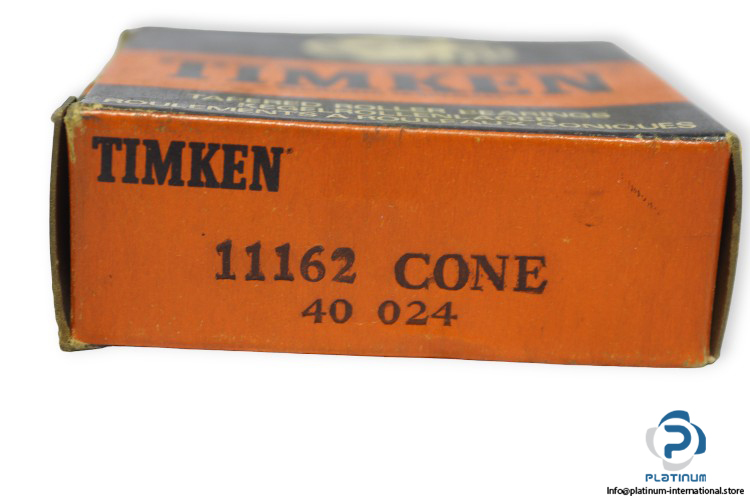 TIMKEN
TAPERED ROLLER BEARINGS
ROULEMENTS A ROULEAUX CONIQUES
TIMKEN
11162 CONE
40 024
PLATINUM
Info@platinum-international.store